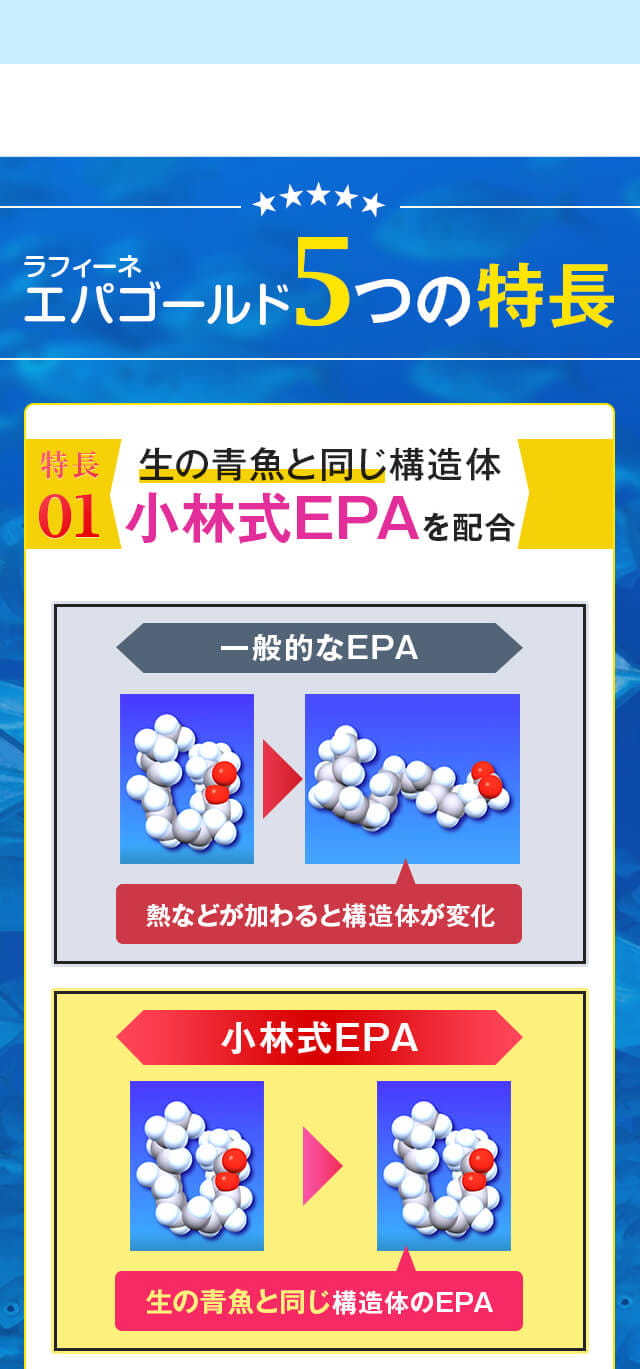 ラフィーネ
エパゴールド5つの特長
特長
01
生の青魚と同じ構造体
小林式EPAを配合
一般的なEPA
熱などが加わると構造体が変化
小林式EPA
生の青魚と同じ構造体のEPA